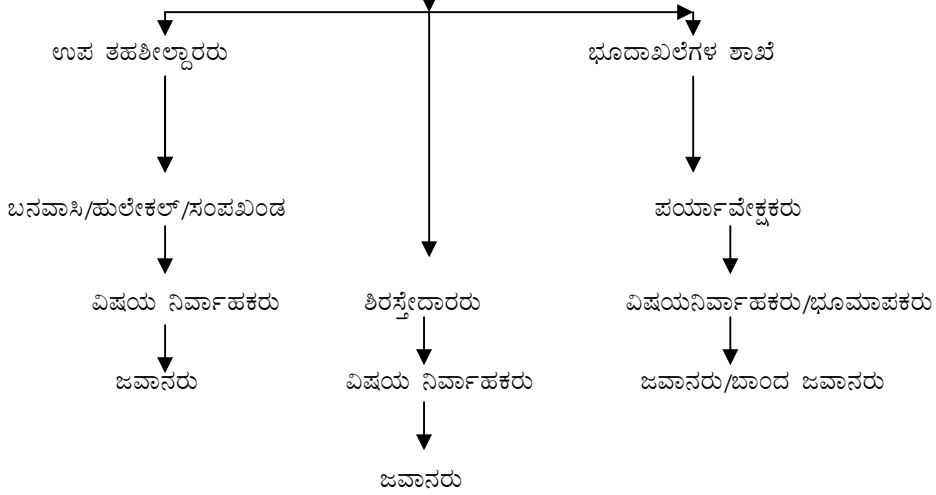 ಉಪ ತಹಶೀಲ್ದಾರರು
ಭೂದಾಖಲೆಗಳ ಶಾಖೆ
ಬನವಾಸಿ/ಹುಲೇಕಲ್/ಸಂಪಖಂಡ
ಪರ್ಯಾವೇಕ್ಷಕರು
ವಿಷಯ ನಿರ್ವಾಹಕರು
ಶಿರಸ್ತೇದಾರರು
ವಿಷಯನಿರ್ವಾಹಕರು/ಭೂಮಾಪಕರು
ಜವಾನರು
ವಿಷಯ ನಿರ್ವಾಹಕರು
ಜವಾನರು/ಬಾಂದ ಜವಾನರು
ಜವಾನರು